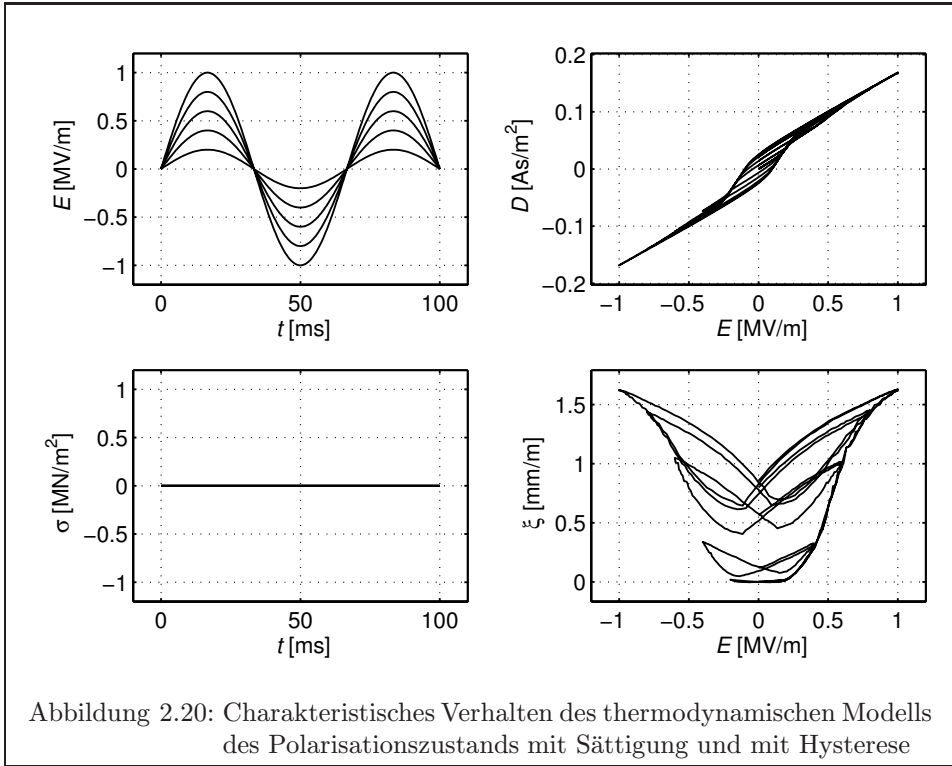 1
0.5
0
−0.5
−1
E [MV/m]
0 50 100
t [ms]
0.2
0.1
0
−0.1
−0.2
D [As/m²]
−1 −0.5 0 0.5 1
E [MV/m]
1
0.5
0
−0.5
−1
σ [MN/m²]
0 50 100
t [ms]
1.5
1
0.5
0
ξ [mm/m]
−1 −0.5 0 0.5 1
E [MV/m]
Abbildung 2.20: Charakteristisches Verhalten des thermodynamischen Modells
des Polarisationszustands mit Sättigung und mit Hysterese